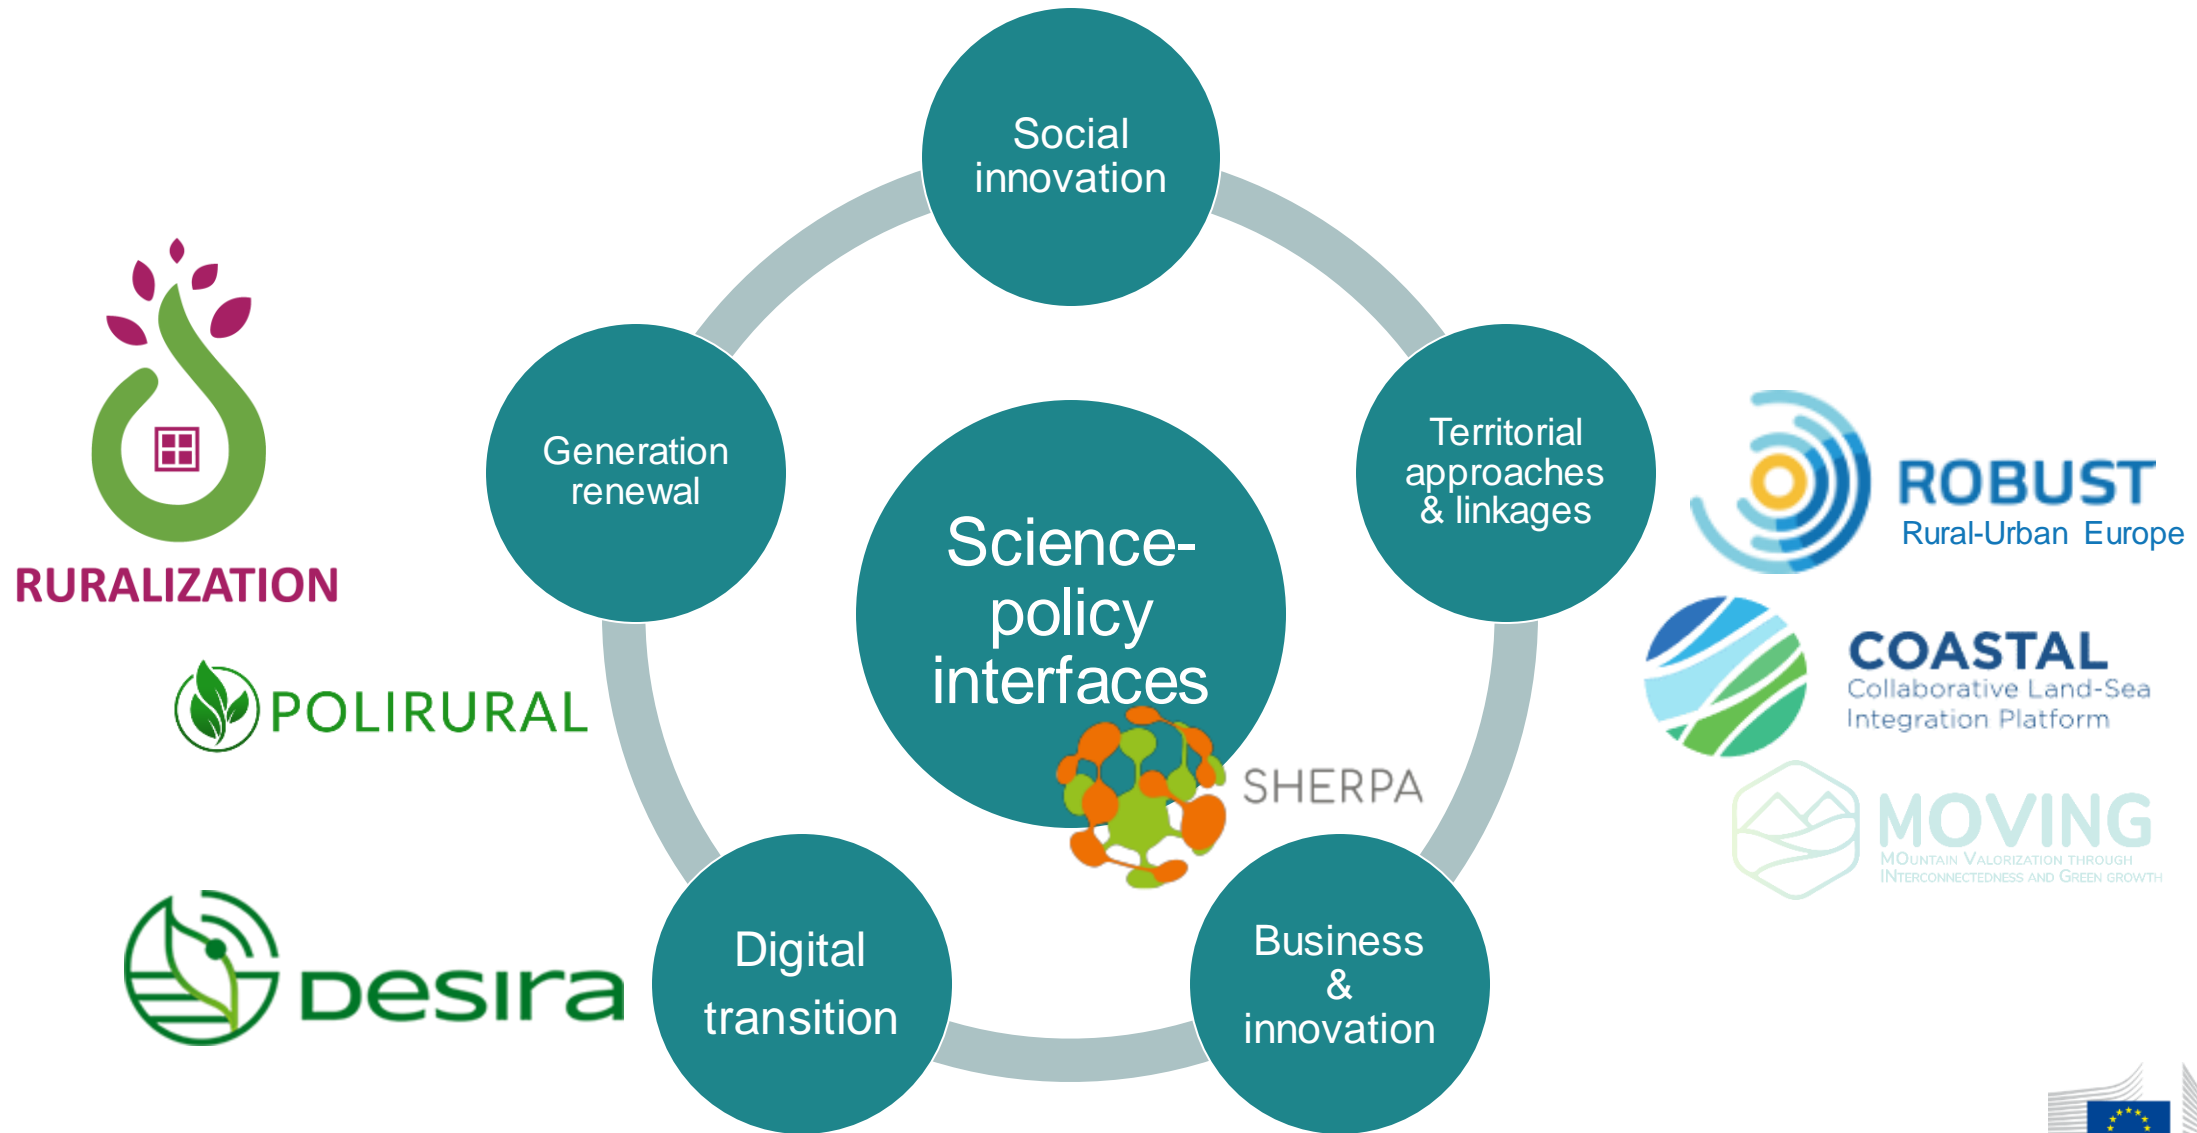 Social
innovation
Generation
renewal
Territorial
approaches
& linkages
Science-
policy
interfaces
SHERPA
Digital
transition
Business
&
innovation
RURALIZATION
POLIRURAL
Desira
ROBUST
Rural-Urban Europe
COASTAL
Collaborative Land-Sea
Integration Platform
MOVING
MOUNTAIN VALORIZATION THROUGH
INTERCONNECTEDNESS AND GREEN GROWTH